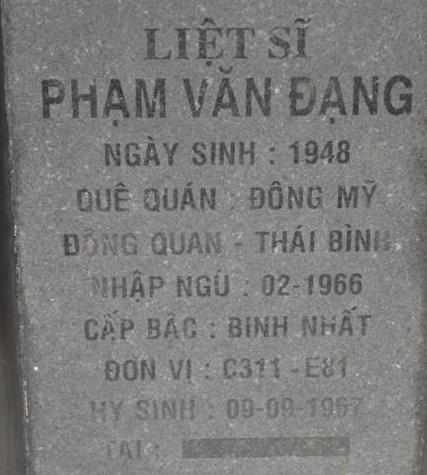 LIỆT SĨ
PHẠM VĂN ĐẠNG
NGÀY SINH : 1948
QUÊ QUÁN : ĐÔNG MỸ
ĐÔNG QUAN - THÁI BÌNH
NHẬP NGŨ : 02-1966
CẤP BẬC : BINH NHẤT
ĐƠN VỊ : C311 - E81
HY SINH : 09-09-1967
TẠI :